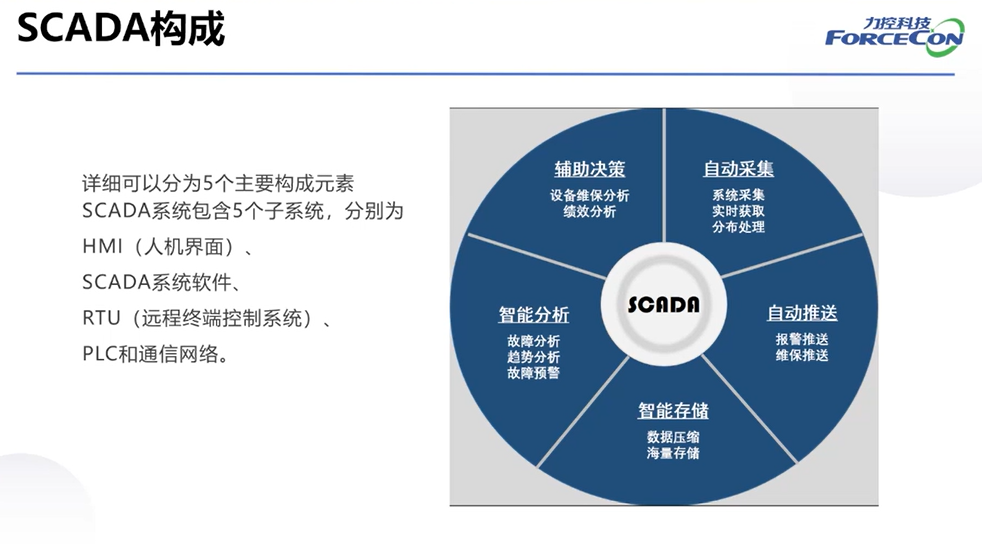 SCADA构成
力控科技
FORCECON
详细可以分为5个主要构成元素
SCADA系统包含5个子系统，分别为
HMI（人机界面）、
SCADA系统软件、
RTU（远程终端控制系统）、
PLC和通信网络。
辅助决策
设备维保分析
绩效分析
自动采集
系统采集
实时获取
分布处理
智能分析
故障分析
趋势分析
故障预警
SCADA
自动推送
报警推送
维保推送
智能存储
数据压缩
海量存储